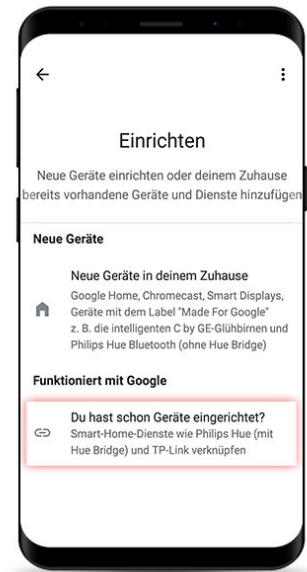 Einrichten
Neue Geräte einrichten oder deinem Zuhause
bereits vorhandene Geräte und Dienste hinzufügen
Neue Geräte
Neue Geräte in deinem Zuhause
Google Home, Chromecast, Smart Displays,
Geräte mit dem Label "Made For Google"
z. B. die intelligenten C by GE-Glühbirnen und
Philips Hue Bluetooth (ohne Hue Bridge)
Funktioniert mit Google
Du hast schon Geräte eingerichtet?
Smart-Home-Dienste wie Philips Hue (mit
Hue Bridge) und TP-Link verknüpfen